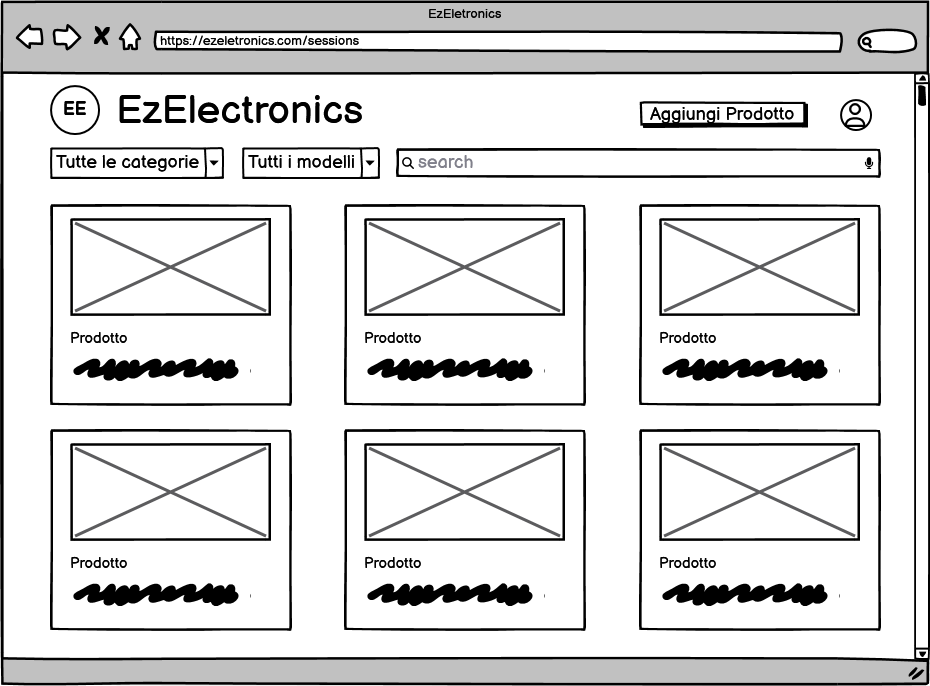 EzEletronics
https://ezeletronics.com/sessions
EE
EzElectronics
Aggiungi Prodotto
Tutte le categorie
Tutti i modelli
search
Prodotto
Prodotto
Prodotto
Prodotto
Prodotto
Prodotto